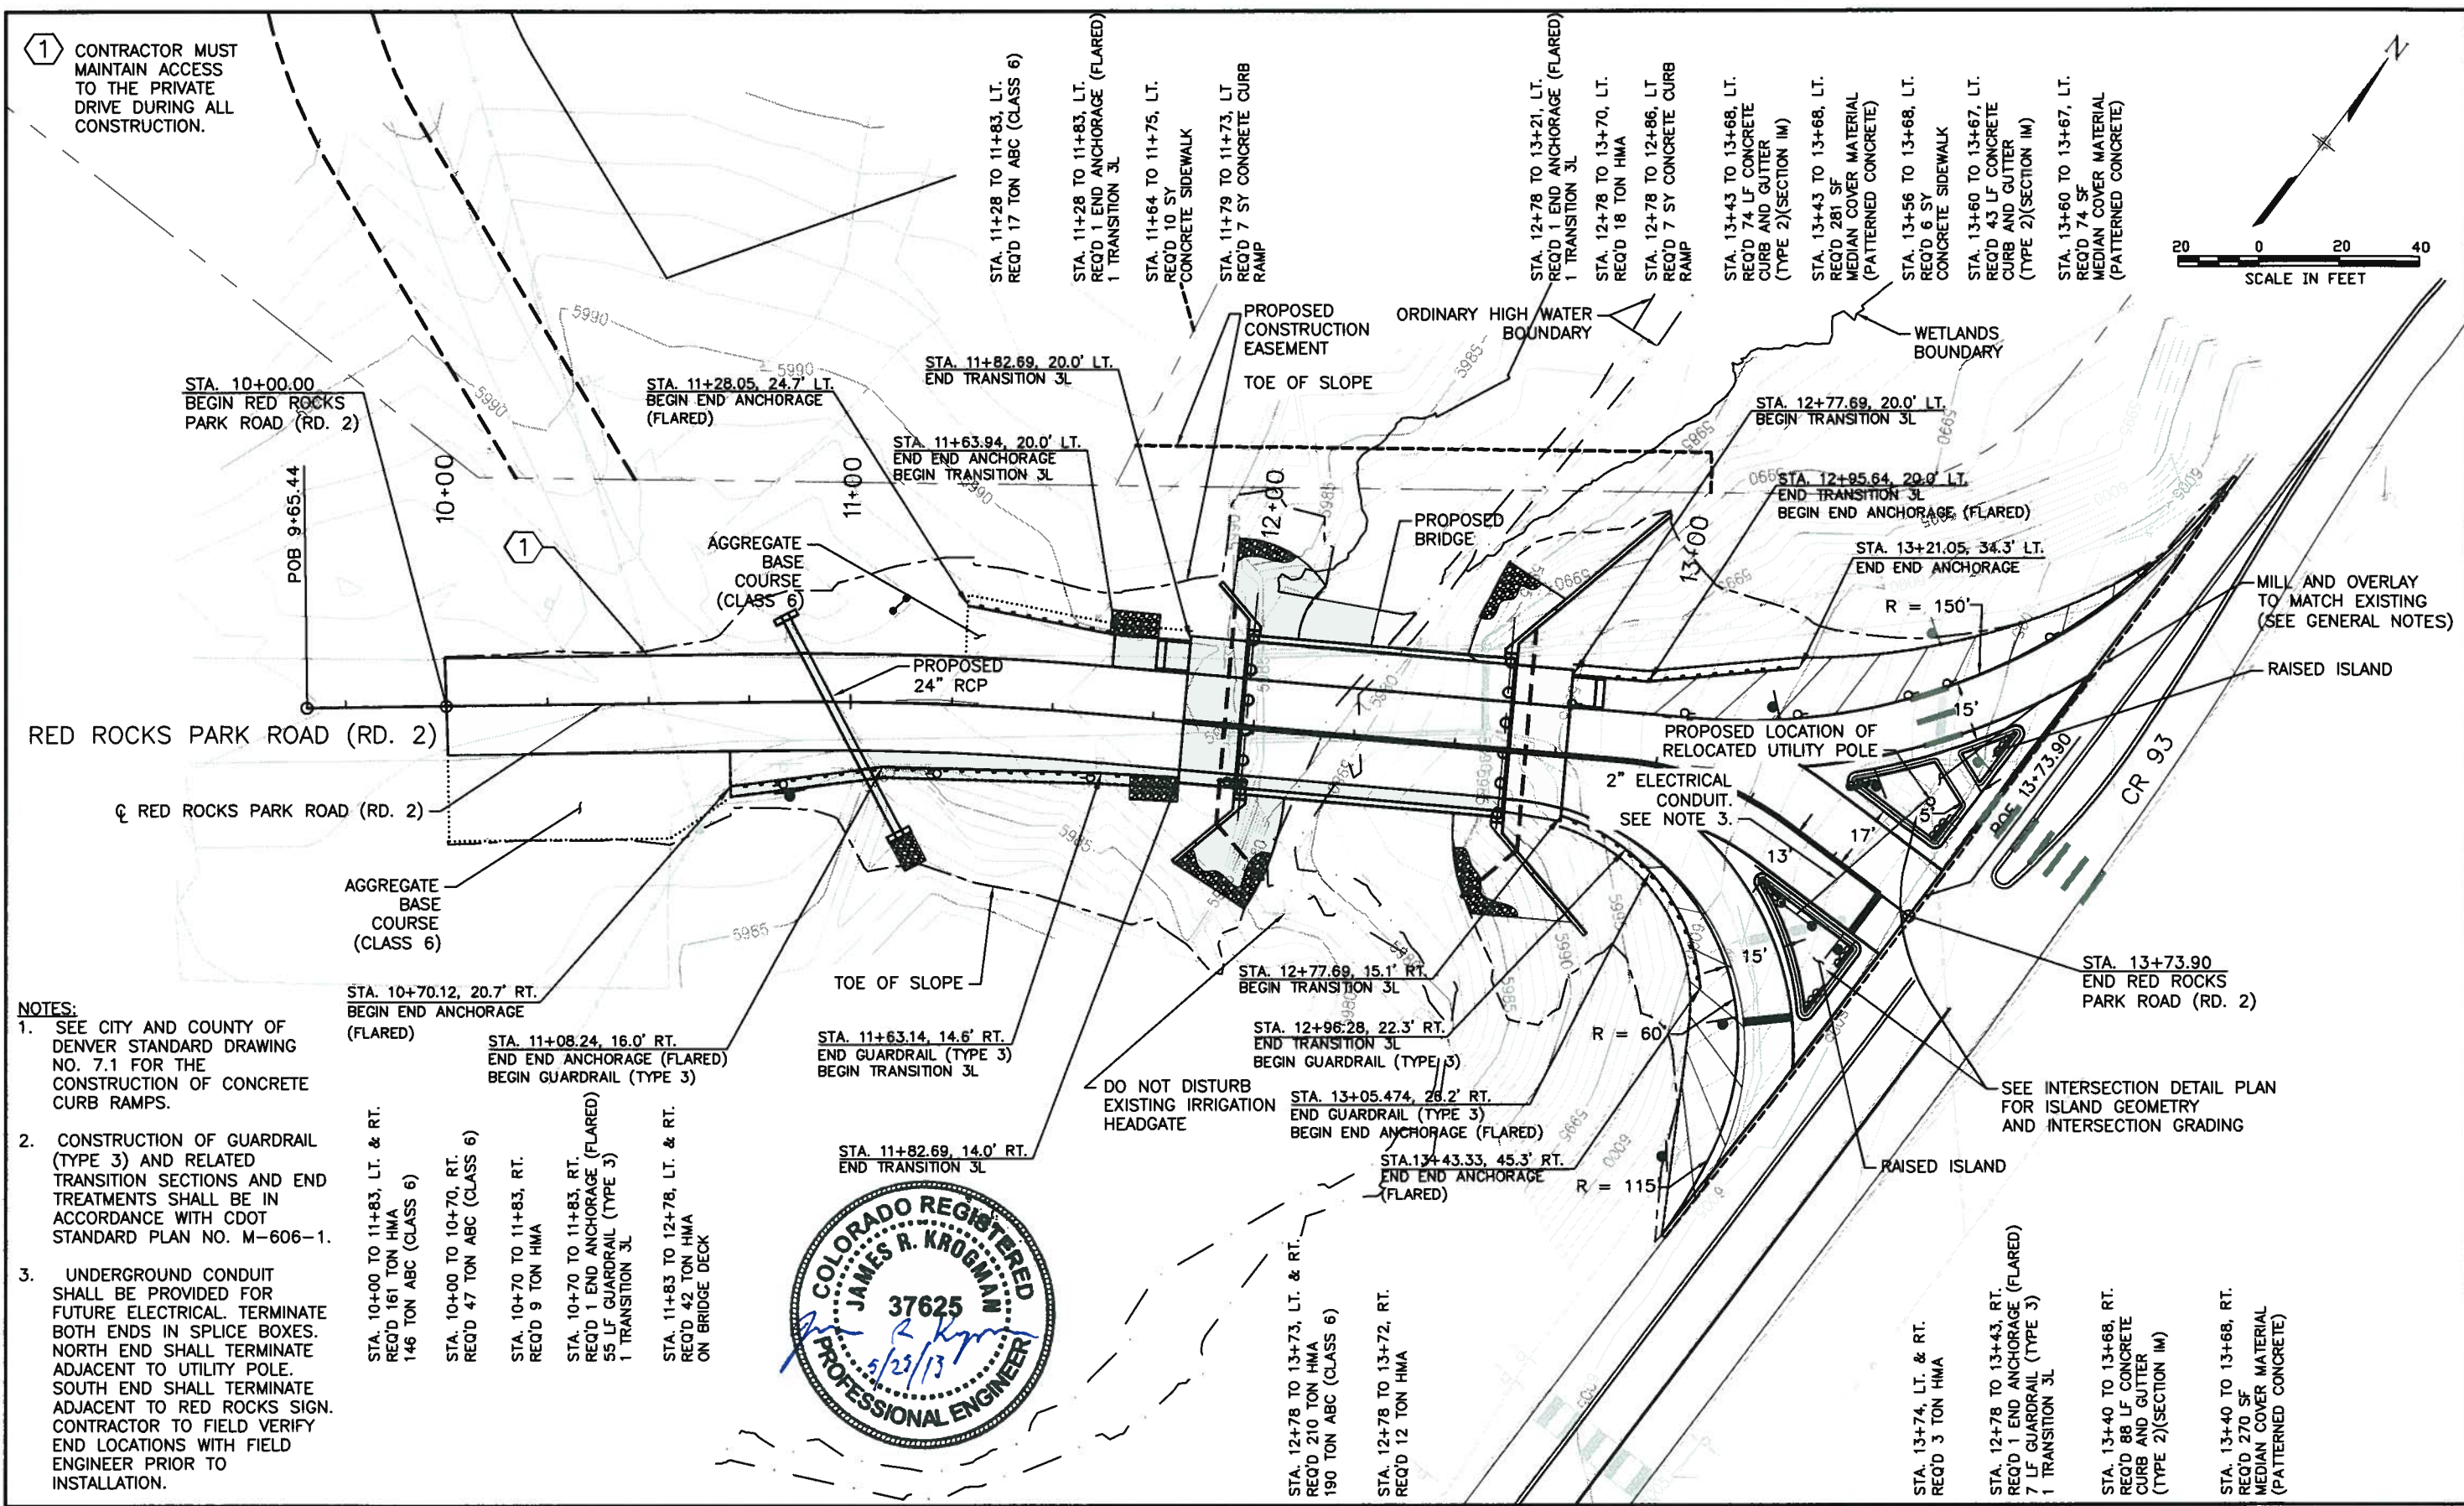 1 CONTRACTOR MUST
MAINTAIN ACCESS
TO THE PRIVATE
DRIVE DURING ALL
CONSTRUCTION.
STA. 11+28 TO 11+83, LT.
REQ'D 17 TON ABC (CLASS 6)
STA. 11+28 TO 11+83, LT.
REQ'D 1 END ANCHORAGE (FLARED)
1 TRANSITION 3L
STA. 11+64 TO 11+75, LT.
REQ'D 10 SY
CONCRETE SIDEWALK
STA. 11+79 TO 11+73, LT
REQ'D 7 SY CONCRETE CURB
RAMP
STA. 12+78 TO 13+21, LT.
REQ'D 1 END ANCHORAGE (FLARED)
1 TRANSITION 3L
STA. 12+78 TO 13+70, LT.
REQ'D 18 TON HMA
STA. 12+78 TO 12+86, LT
REQ'D 7 SY CONCRETE CURB
RAMP
STA. 13+43 TO 13+68, LT.
REQ'D 74 LF CONCRETE
CURB AND GUTTER
(TYPE 2)(SECTION IM)
STA. 13+43 TO 13+68, LT.
REQ'D 281 SF
MEDIAN COVER MATERIAL
(PATTERNED CONCRETE)
STA. 13+56 TO 13+68, LT.
REQ'D 6 SY
CONCRETE SIDEWALK
STA. 13+60 TO 13+67, LT.
REQ'D 43 LF CONCRETE
CURB AND GUTTER
(TYPE 2)(SECTION IM)
STA. 13+60 TO 13+67, LT.
REQ'D 74 SF
MEDIAN COVER MATERIAL
(PATTERNED CONCRETE)
N
20 0 20 40
SCALE IN FEET
STA. 10+00.00
BEGIN RED ROCKS
PARK ROAD (RD. 2)
POB 9+65.44
10+00
11+00
12+00
13+00
5990
5990
5990
5990
STA. 11+28.05, 24.7' LT.
BEGIN END ANCHORAGE
(FLARED)
STA. 11+82.69, 20.0' LT.
END TRANSITION 3L
STA. 11+63.94, 20.0' LT.
END END ANCHORAGE
BEGIN TRANSITION 3L
PROPOSED
CONSTRUCTION
EASEMENT
TOE OF SLOPE
ORDINARY HIGH WATER
BOUNDARY
WETLANDS
BOUNDARY
5985
5985
5985
5990
5990
5990
5995
5995
6005
STA. 12+77.69, 20.0' LT.
BEGIN TRANSITION 3L
STA. 12+95.64, 20.0' LT.
END TRANSITION 3L
BEGIN END ANCHORAGE (FLARED)
STA. 13+21.05, 34.3' LT.
END END ANCHORAGE
PROPOSED
BRIDGE
R = 150'
MILL AND OVERLAY
TO MATCH EXISTING
(SEE GENERAL NOTES)
RAISED ISLAND
1
AGGREGATE
BASE
COURSE
(CLASS 6)
PROPOSED
24" RCP
RED ROCKS PARK ROAD (RD. 2)
℄ RED ROCKS PARK ROAD (RD. 2)
PROPOSED LOCATION OF
RELOCATED UTILITY POLE
2" ELECTRICAL
CONDUIT.
SEE NOTE 3.
15'
17'
13'
5'
15'
POE 13+73.90
CR 93
AGGREGATE
BASE
COURSE
(CLASS 6)
5985
5985
5980
5985
5990
5995
5995
6000
TOE OF SLOPE
STA. 10+70.12, 20.7' RT.
BEGIN END ANCHORAGE
(FLARED)
STA. 11+08.24, 16.0' RT.
END END ANCHORAGE (FLARED)
BEGIN GUARDRAIL (TYPE 3)
STA. 11+63.14, 14.6' RT.
END GUARDRAIL (TYPE 3)
BEGIN TRANSITION 3L
STA. 11+82.69, 14.0' RT.
END TRANSITION 3L
DO NOT DISTURB
EXISTING IRRIGATION
HEADGATE
STA. 12+77.69, 15.1' RT.
BEGIN TRANSITION 3L
STA. 12+96.28, 22.3' RT.
END TRANSITION 3L
BEGIN GUARDRAIL (TYPE 3)
STA. 13+05.474, 26.2' RT.
END GUARDRAIL (TYPE 3)
BEGIN END ANCHORAGE (FLARED)
STA.13+43.33, 45.3' RT.
END END ANCHORAGE
(FLARED)
R = 60'
R = 115'
STA. 13+73.90
END RED ROCKS
PARK ROAD (RD. 2)
SEE INTERSECTION DETAIL PLAN
FOR ISLAND GEOMETRY
AND INTERSECTION GRADING
RAISED ISLAND
NOTES:
1. SEE CITY AND COUNTY OF
DENVER STANDARD DRAWING
NO. 7.1 FOR THE
CONSTRUCTION OF CONCRETE
CURB RAMPS.
2. CONSTRUCTION OF GUARDRAIL
(TYPE 3) AND RELATED
TRANSITION SECTIONS AND END
TREATMENTS SHALL BE IN
ACCORDANCE WITH CDOT
STANDARD PLAN NO. M-606-1.
3. UNDERGROUND CONDUIT
SHALL BE PROVIDED FOR
FUTURE ELECTRICAL. TERMINATE
BOTH ENDS IN SPLICE BOXES.
NORTH END SHALL TERMINATE
ADJACENT TO UTILITY POLE.
SOUTH END SHALL TERMINATE
ADJACENT TO RED ROCKS SIGN.
CONTRACTOR TO FIELD VERIFY
END LOCATIONS WITH FIELD
ENGINEER PRIOR TO
INSTALLATION.
STA. 10+00 TO 11+83, LT. & RT.
REQ'D 161 TON HMA
146 TON ABC (CLASS 6)
STA. 10+00 TO 10+70, RT.
REQ'D 47 TON ABC (CLASS 6)
STA. 10+70 TO 11+83, RT.
REQ'D 9 TON HMA
STA. 10+70 TO 11+83, RT.
REQ'D 1 END ANCHORAGE (FLARED)
55 LF GUARDRAIL (TYPE 3)
1 TRANSITION 3L
STA. 11+83 TO 12+78, LT. & RT.
REQ'D 42 TON HMA
ON BRIDGE DECK
COLORADO REGISTERED
JAMES R. KROGMAN
37625
5/29/13
PROFESSIONAL ENGINEER
STA. 12+78 TO 13+73, LT. & RT.
REQ'D 210 TON HMA
190 TON ABC (CLASS 6)
STA. 12+78 TO 13+72, RT.
REQ'D 12 TON HMA
STA. 13+74, LT. & RT.
REQ'D 3 TON HMA
STA. 12+78 TO 13+43, RT.
REQ'D 1 END ANCHORAGE (FLARED)
7 LF GUARDRAIL (TYPE 3)
1 TRANSITION 3L
STA. 13+40 TO 13+68, RT.
REQ'D 88 LF CONCRETE
CURB AND GUTTER
(TYPE 2)(SECTION IM)
STA. 13+40 TO 13+68, RT.
REQ'D 270 SF
MEDIAN COVER MATERIAL
(PATTERNED CONCRETE)